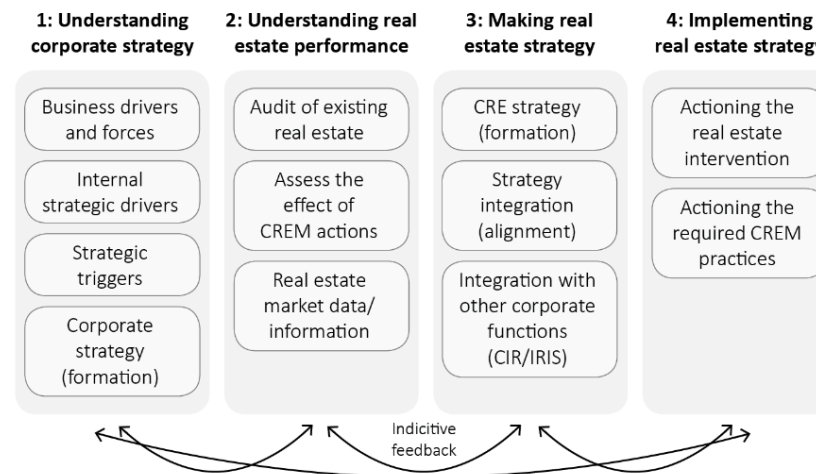 1: Understanding
corporate strategy
Business drivers
and forces
Internal
strategic drivers
Strategic
triggers
Corporate
strategy
(formation)
2: Understanding real
estate performance
Audit of existing
real estate
Assess the
effect of
CREM actions
Real estate
market data/
information
3: Making real
estate strategy
CRE strategy
(formation)
Strategy
integration
(alignment)
Integration with
other corporate
functions
(CIR/IRIS)
4: Implementing
real estate strategy
Actioning the
real estate
intervention
Actioning the
required CREM
practices
Indicitive
feedback